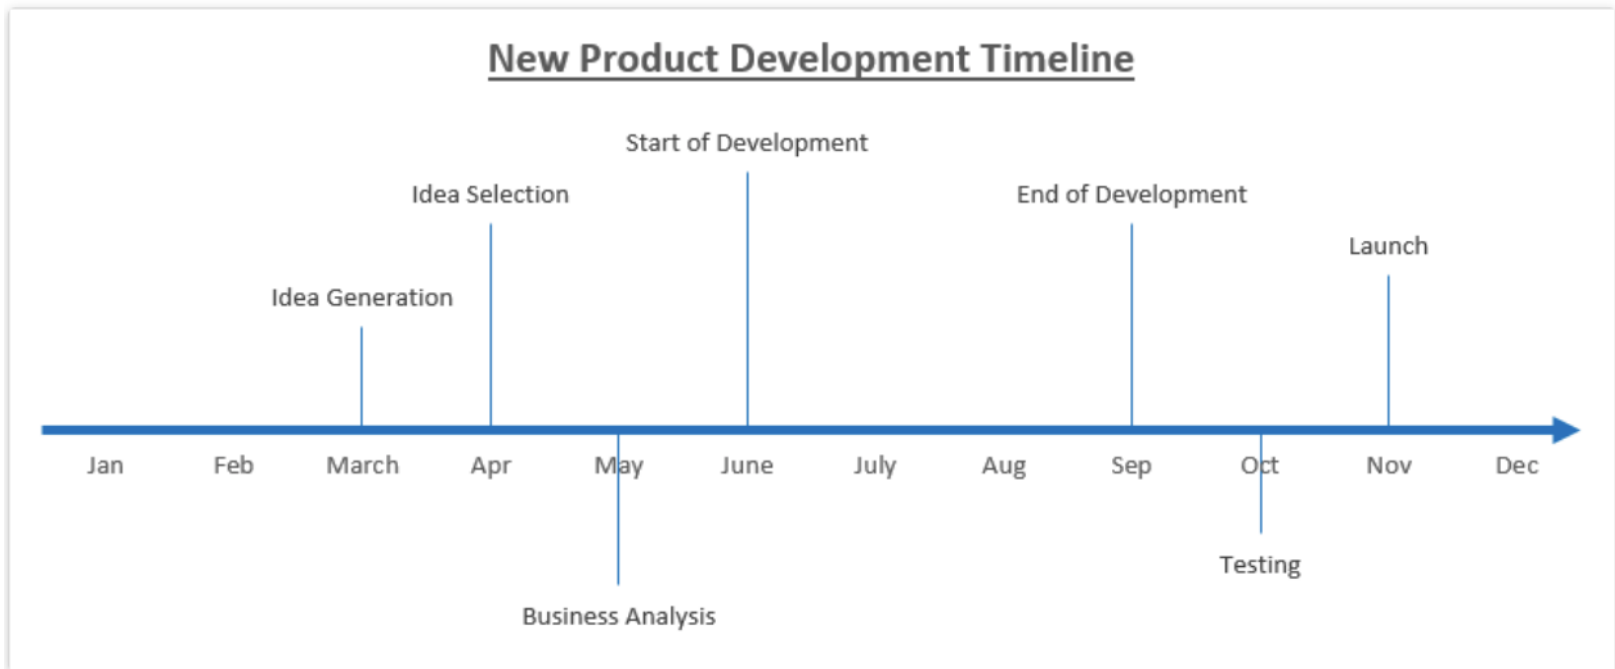 New Product Development Timeline
Start of Development
Idea Selection
End of Development
Launch
Idea Generation
Jan Feb March Apr May June July Aug Sep Oct Nov Dec
Testing
Business Analysis